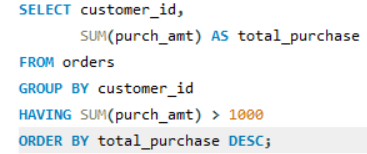 SELECT customer_id,
       SUM(purch_amt) AS total_purchase
FROM orders
GROUP BY customer_id
HAVING SUM(purch_amt) > 1000
ORDER BY total_purchase DESC;